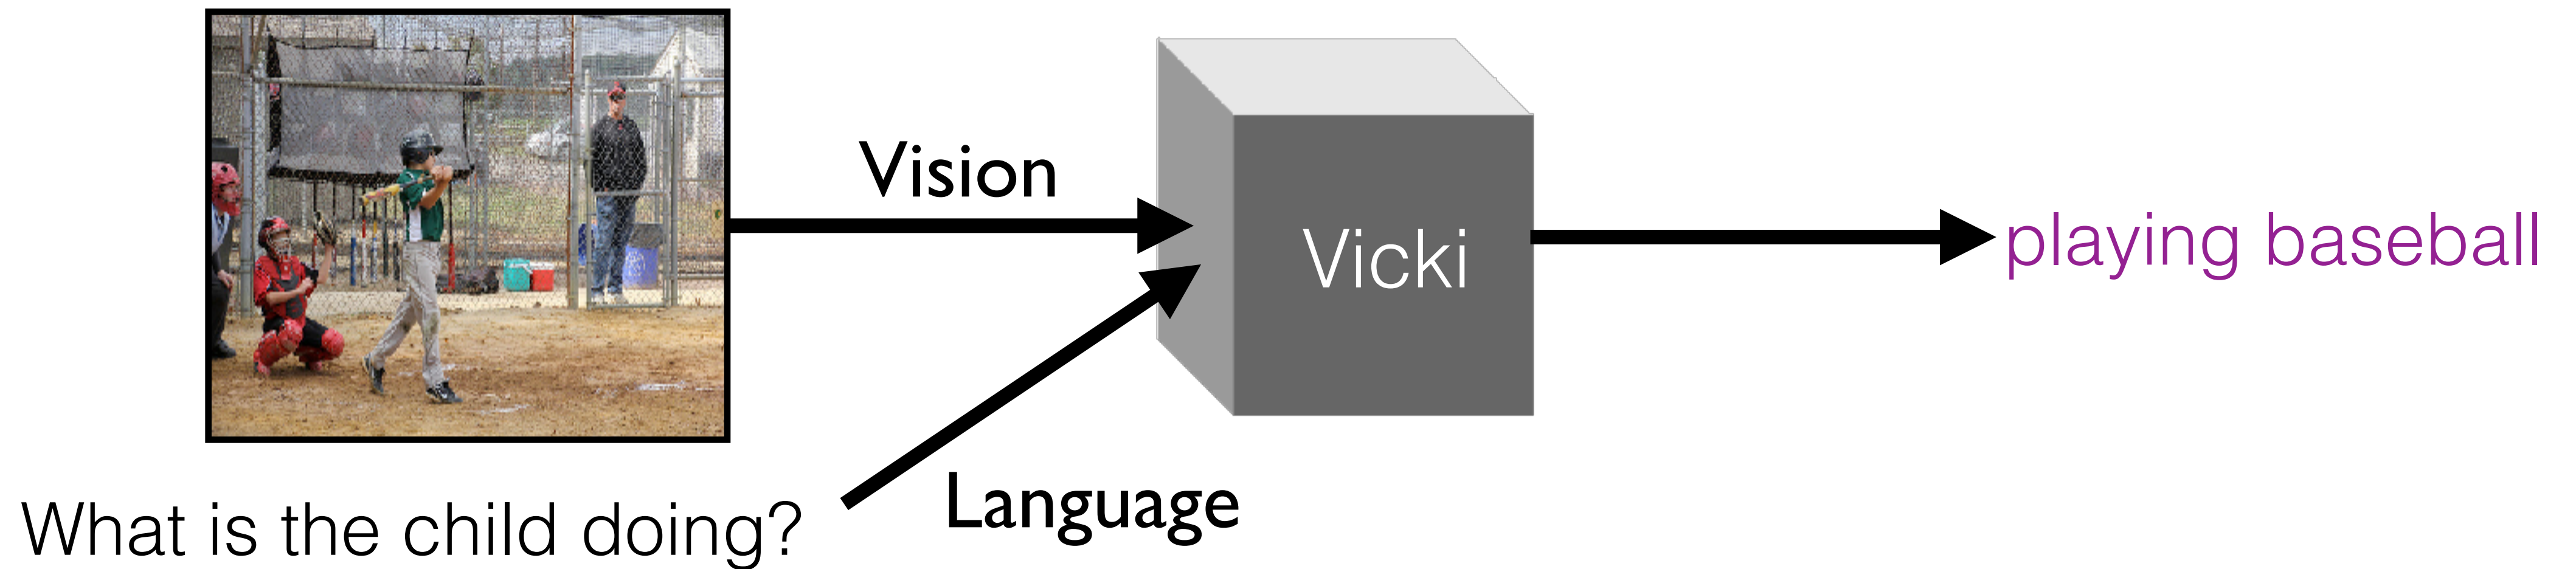 Vision
Vicki
playing baseball
Language
What is the child doing?